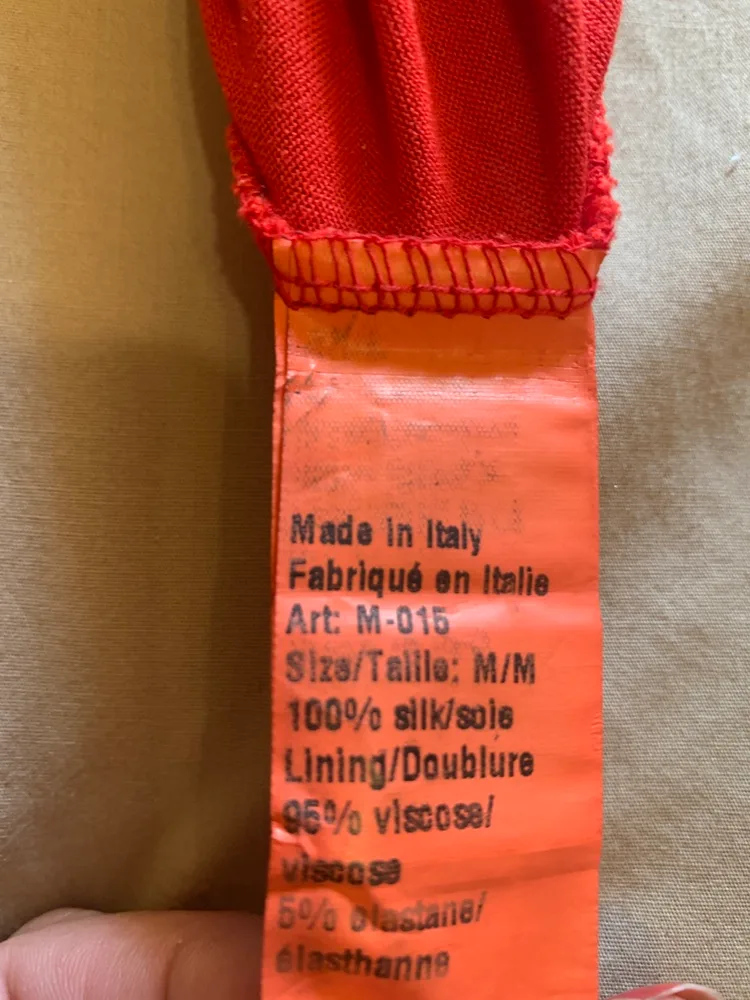 Made in Italy
Fabriqué en Italie
Art: M-015
Size/Taille: M/M
100% silk/soie
Lining/Doublure
95% viscose/
viscose
5% elastane/
élasthanne